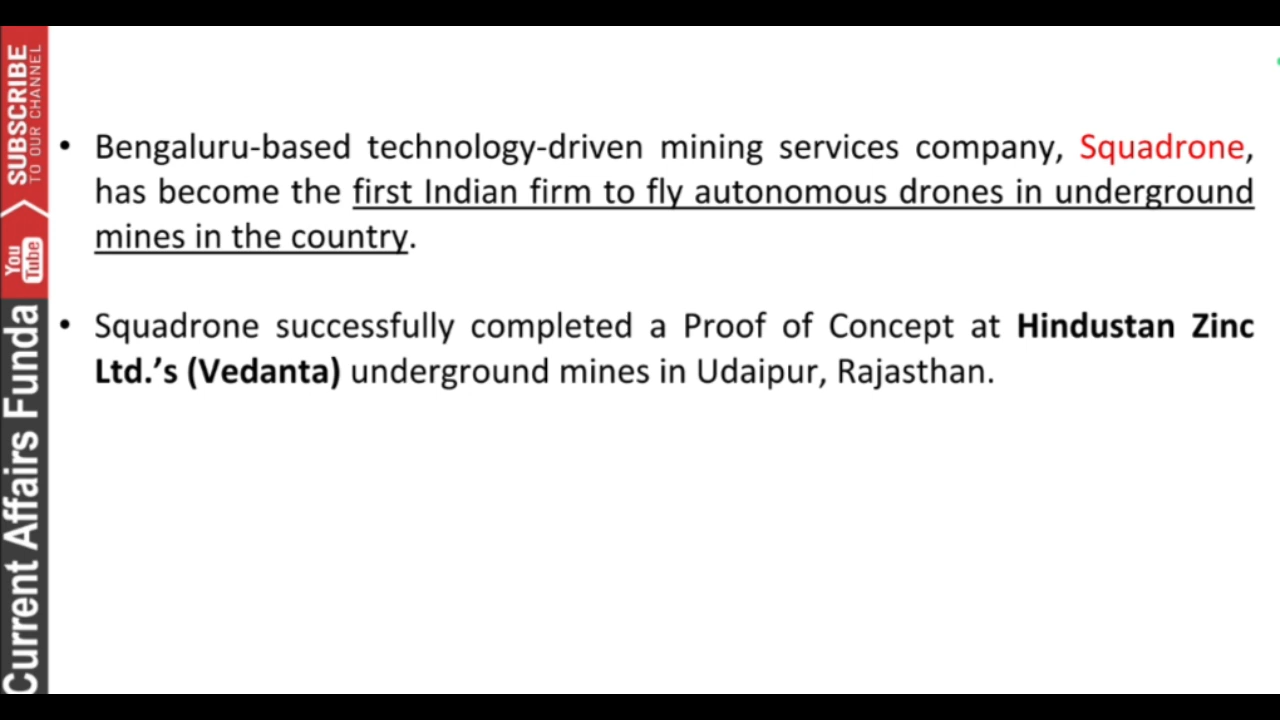 SUBSCRIBE
TO OUR CHANNEL
You
Tube
Current Affairs Funda
• Bengaluru-based technology-driven mining services company, Squadrone,
has become the first Indian firm to fly autonomous drones in underground
mines in the country.
• Squadrone successfully completed a Proof of Concept at Hindustan Zinc
Ltd.’s (Vedanta) underground mines in Udaipur, Rajasthan.